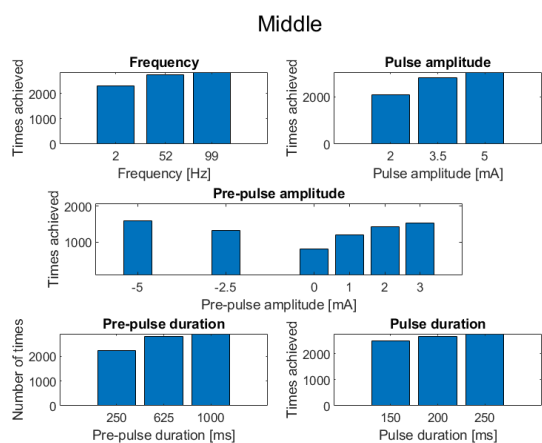 Middle
Frequency
Times achieved
2000
0
2 52 99
Frequency [Hz]
Pulse amplitude
Times achieved
2000
0
2 3.5 5
Pulse amplitude [mA]
Pre-pulse amplitude
Times achieved
2000
1000
-5 -2.5 0 1 2 3
Pre-pulse amplitude [mA]
Pre-pulse duration
Number of times
2000
1000
0
250 625 1000
Pre-pulse duration [ms]
Pulse duration
Times achieved
2000
1000
0
150 200 250
Pulse duration [ms]